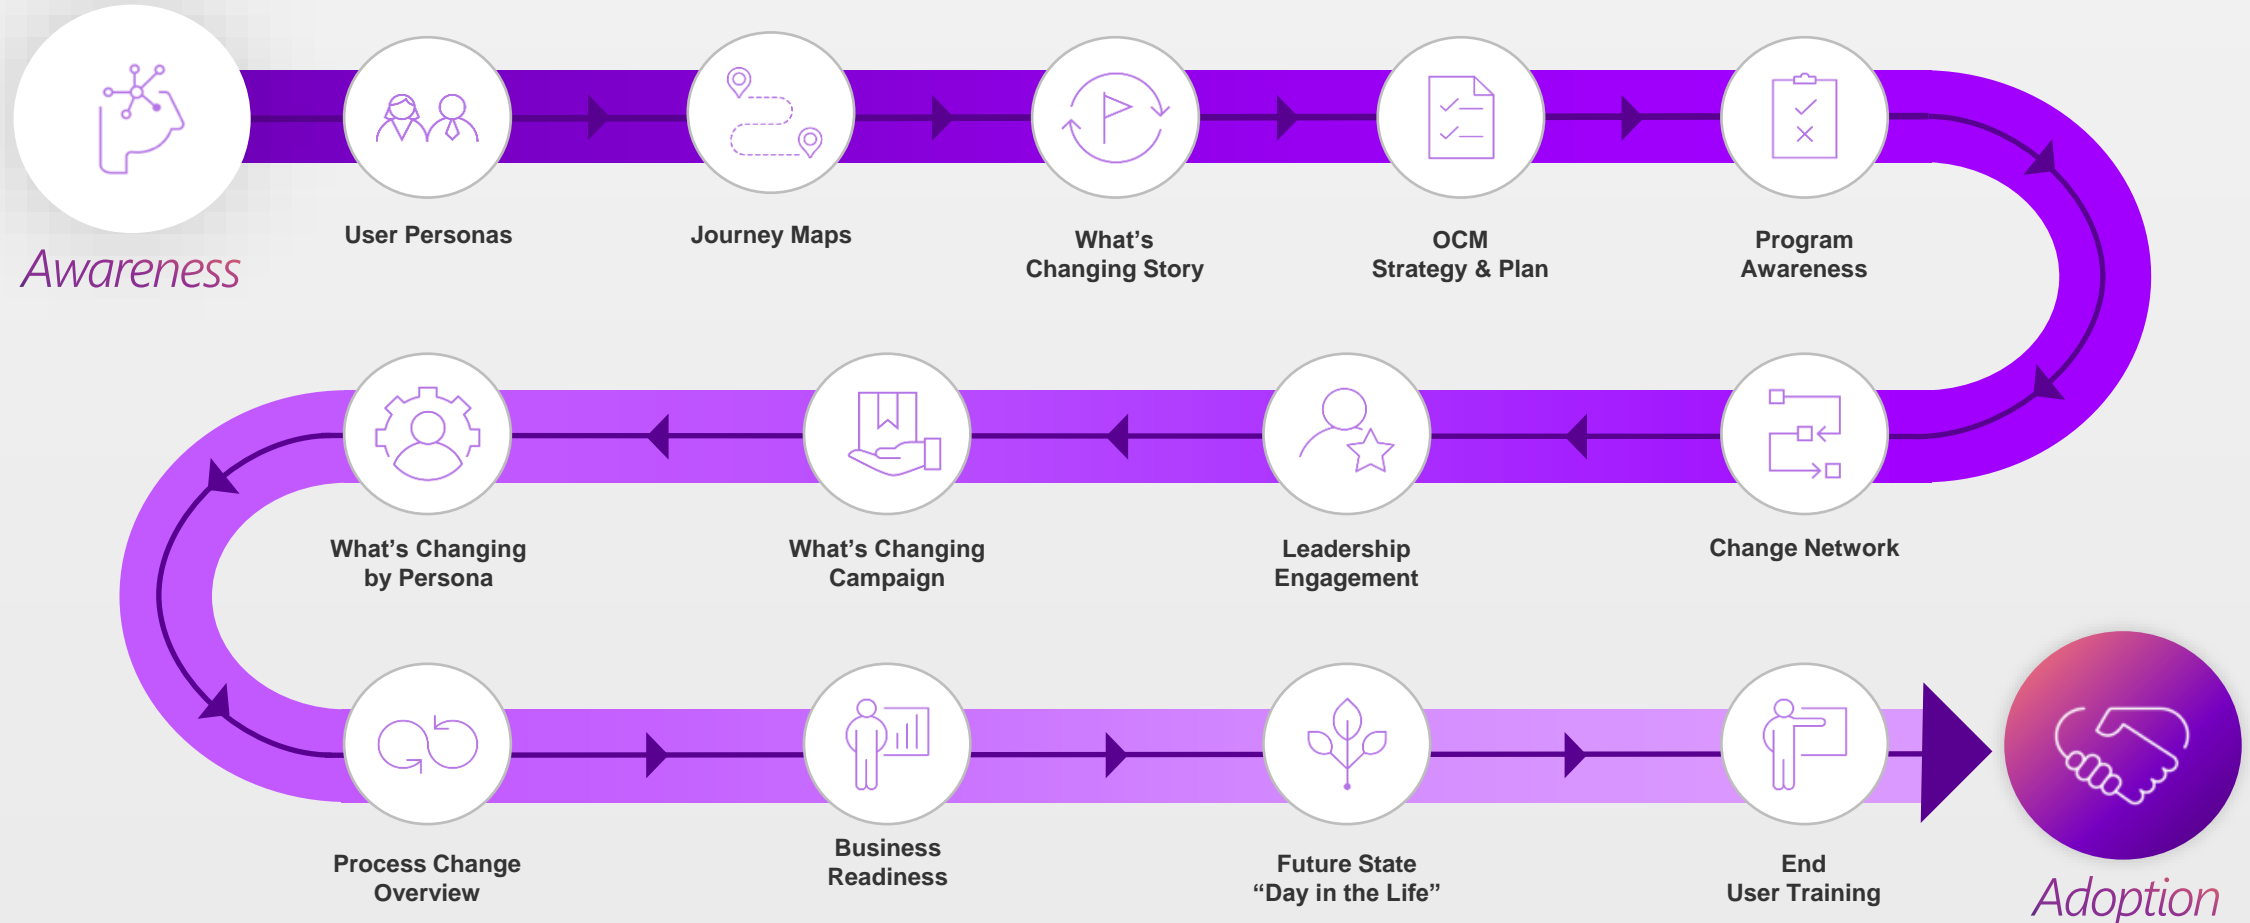 Awareness
User Personas
Journey Maps
What’s
Changing Story
OCM
Strategy & Plan
Program
Awareness
What’s Changing
by Persona
What’s Changing
Campaign
Leadership
Engagement
Change Network
Process Change
Overview
Business
Readiness
Future State
“Day in the Life”
End
User Training
Adoption